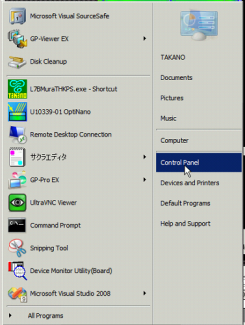 Microsoft Visual SourceSafe
GP-Viewer EX
Disk Cleanup
L7BMuraTHKPS.exe - Shortcut
U10339-01 OptiNano
Remote Desktop Connection
サクラエディタ
GP-Pro EX
UltraVNC Viewer
Command Prompt
Snipping Tool
Device Monitor Utility(Board)
Microsoft Visual Studio 2008
All Programs
TAKANO
Documents
Pictures
Music
Computer
Control Panel
Devices and Printers
Default Programs
Help and Support